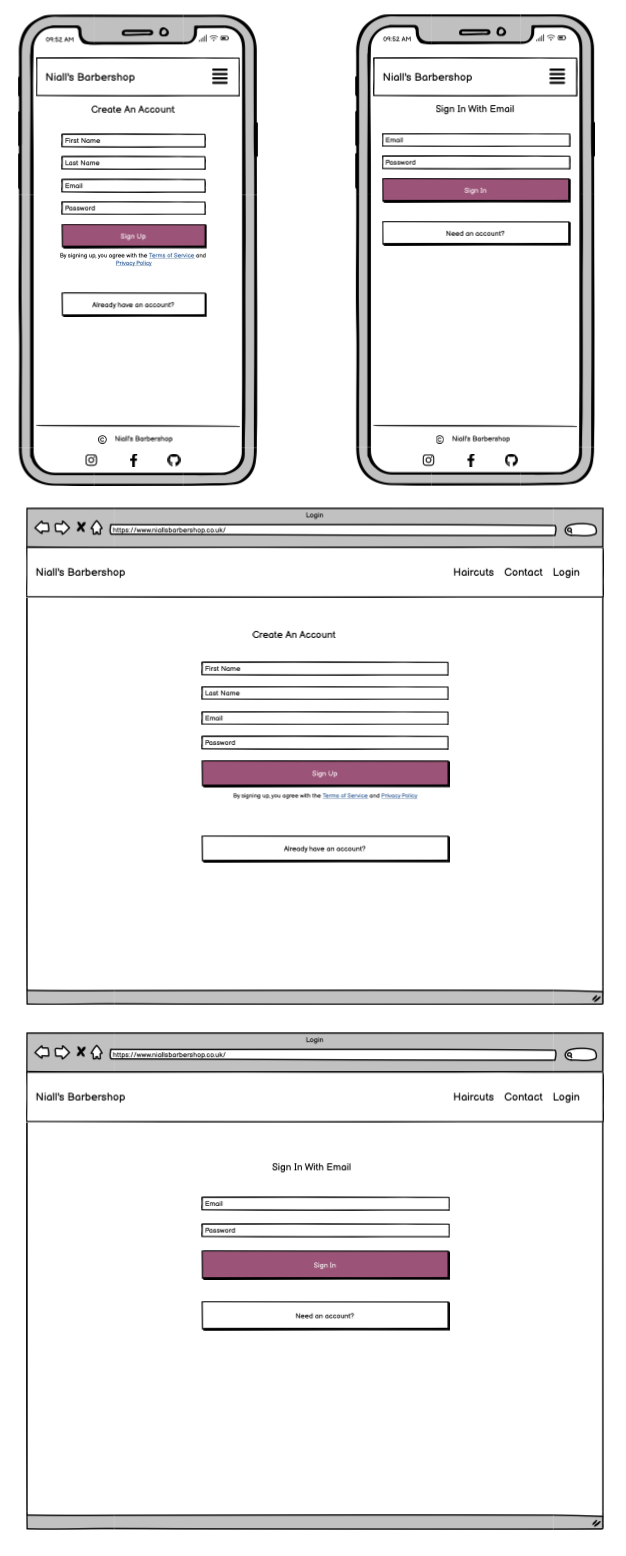 09:52 AM
Niall's Barbershop
Create An Account
First Name
Last Name
Email
Password
Sign Up
By signing up, you agree with the Terms of Service and
Privacy Policy
Already have an account?
© Niall's Barbershop
09:52 AM
Niall's Barbershop
Sign In With Email
Email
Password
Sign In
Need an account?
© Niall's Barbershop
Login
https://www.niallsbarbershop.co.uk/
Niall's Barbershop Haircuts Contact Login
Create An Account
First Name
Last Name
Email
Password
Sign Up
By signing up, you agree with the Terms of Service and Privacy Policy
Already have an account?
Login
https://www.niallsbarbershop.co.uk/
Niall's Barbershop Haircuts Contact Login
Sign In With Email
Email
Password
Sign In
Need an account?